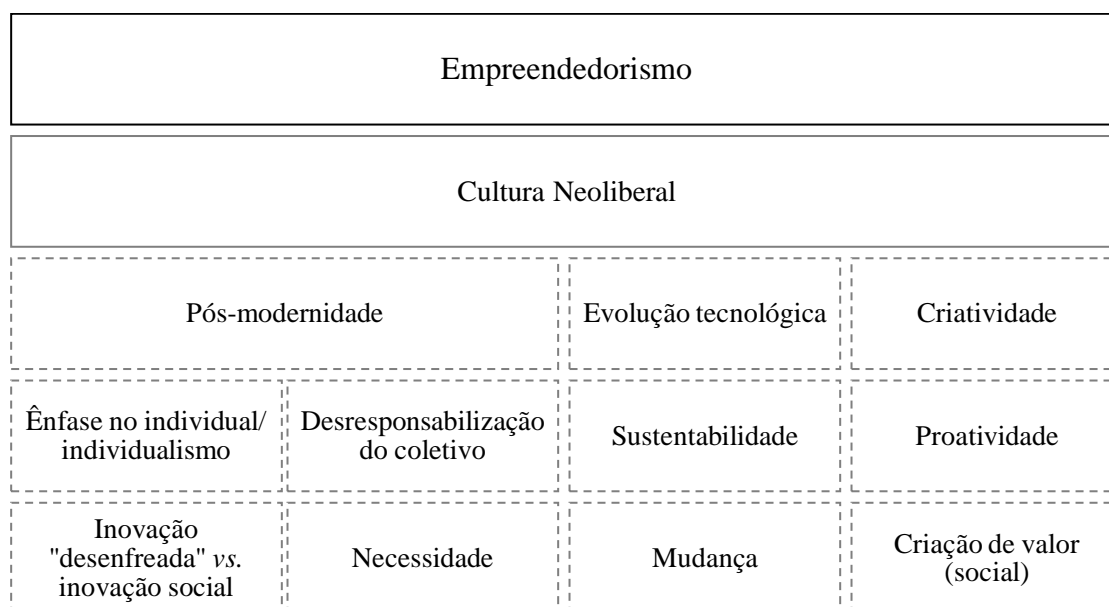 Empreendedorismo
Cultura Neoliberal
Pós-modernidade
Evolução tecnológica
Criatividade
Ênfase no individual/
individualismo
Desresponsabilização
do coletivo
Sustentabilidade
Proatividade
Inovação
"desenfreada" vs.
inovação social
Necessidade
Mudança
Criação de valor
(social)